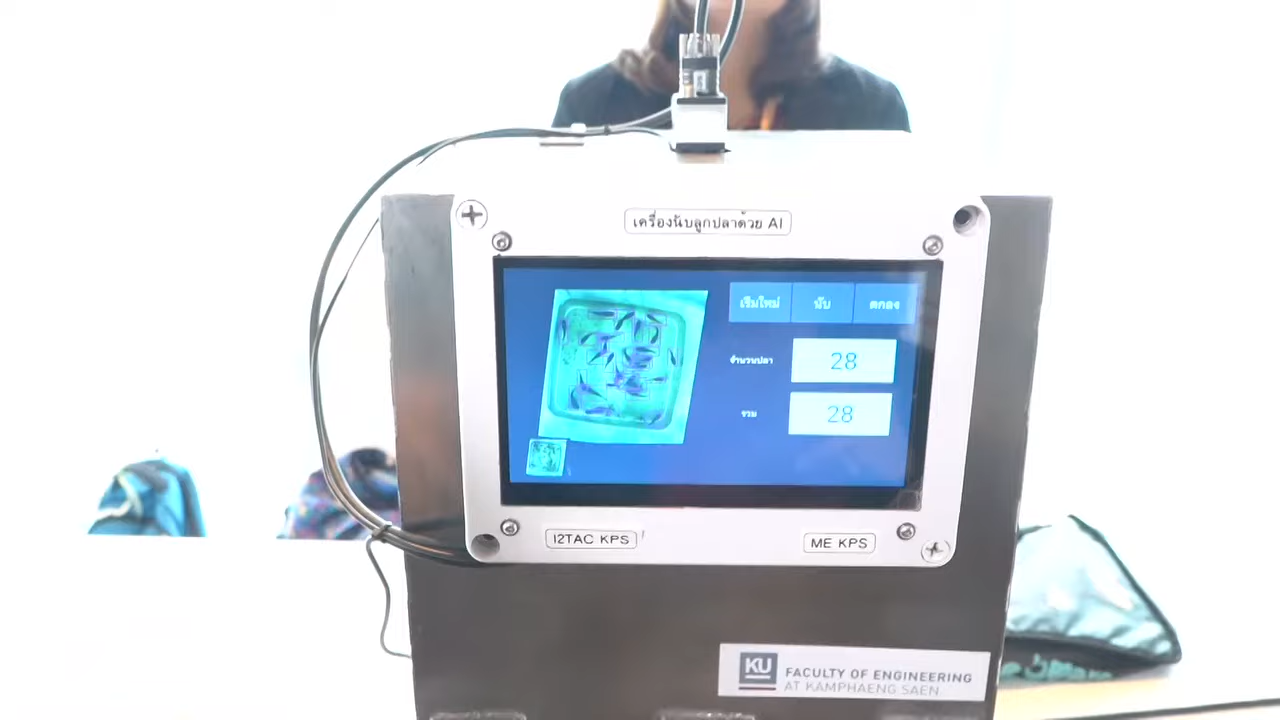 เครื่องนับลูกปลาด้วย AI
เริ่มใหม่
นับ
ตกลง
จำนวนปลา
28
รวม
28
I2TAC KPS
ME KPS
KU
FACULTY OF ENGINEERING
AT KAMPHAENG SAEN